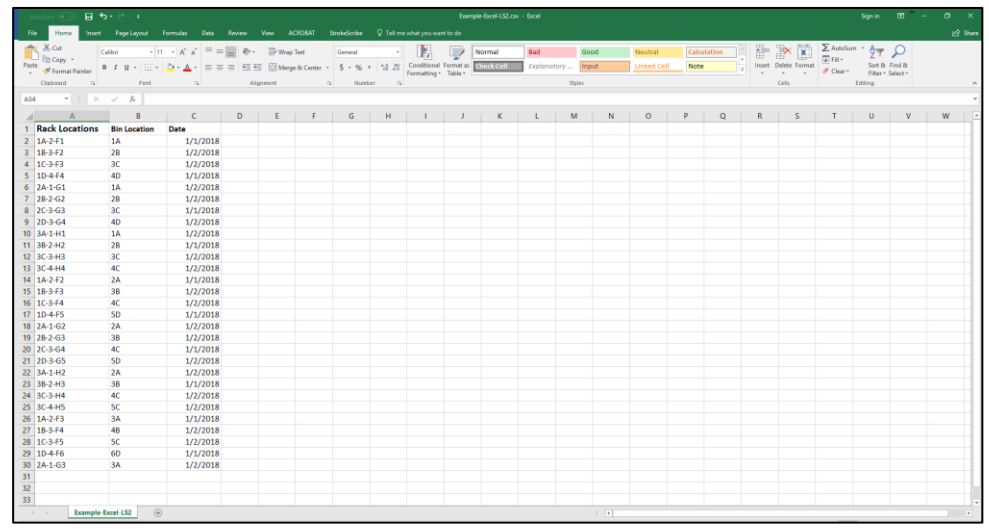 AutoSave Example-Excel-LS2.csv - Excel Sign in
File Home Insert Page Layout Formulas Data Review View ACROBAT StrokeScribe Tell me what you want to do Share
Cut
Copy
Format Painter
Paste
Calibri 11
B I U
Wrap Text
Merge & Center
General
$ % ,
Conditional Formatting
Format as Table
Normal Bad Good Neutral Calculation
Check Cell Explanatory ... Input Linked Cell Note
Insert Delete Format
AutoSum
Fill
Clear
Sort & Filter
Find & Select
Clipboard Font Alignment Number Styles Cells Editing
A34 fx
A B C D E F G H I J K L M N O P Q R S T U V W
1 Rack Locations Bin Location Date
2 1A-2-F1 1A 1/1/2018
3 1B-3-F2 2B 1/2/2018
4 1C-3-F3 3C 1/2/2018
5 1D-4-F4 4D 1/1/2018
6 2A-1-G1 1A 1/2/2018
7 2B-2-G2 2B 1/2/2018
8 2C-3-G3 3C 1/1/2018
9 2D-3-G4 4D 1/2/2018
10 3A-1-H1 1A 1/2/2018
11 3B-2-H2 2B 1/1/2018
12 3C-3-H3 3C 1/2/2018
13 3C-4-H4 4C 1/2/2018
14 1A-2-F2 2A 1/1/2018
15 1B-3-F3 3B 1/2/2018
16 1C-3-F4 4C 1/2/2018
17 1D-4-F5 5D 1/1/2018
18 2A-1-G2 2A 1/2/2018
19 2B-2-G3 3B 1/2/2018
20 2C-3-G4 4C 1/1/2018
21 2D-3-G5 5D 1/2/2018
22 3A-1-H2 2A 1/2/2018
23 3B-2-H3 3B 1/1/2018
24 3C-3-H4 4C 1/2/2018
25 3C-4-H5 5C 1/2/2018
26 1A-2-F3 3A 1/1/2018
27 1B-3-F4 4B 1/2/2018
28 1C-3-F5 5C 1/2/2018
29 1D-4-F6 6D 1/1/2018
30 2A-1-G3 3A 1/2/2018
31
32
33
Example-Excel-LS2